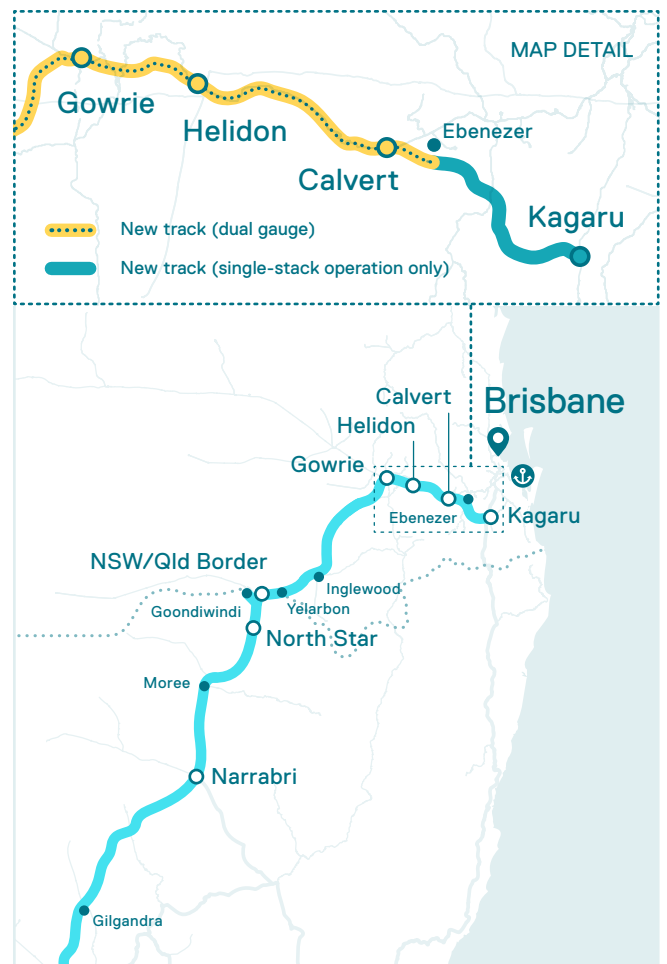 MAP DETAIL
Gowrie
Helidon
Ebenezer
Calvert
Kagaru
New track (dual gauge)
New track (single-stack operation only)
Calvert
Brisbane
Helidon
Gowrie
Ebenezer
Kagaru
NSW/Qld Border
Inglewood
Goondiwindi
Yelarbon
North Star
Moree
Narrabri
Gilgandra